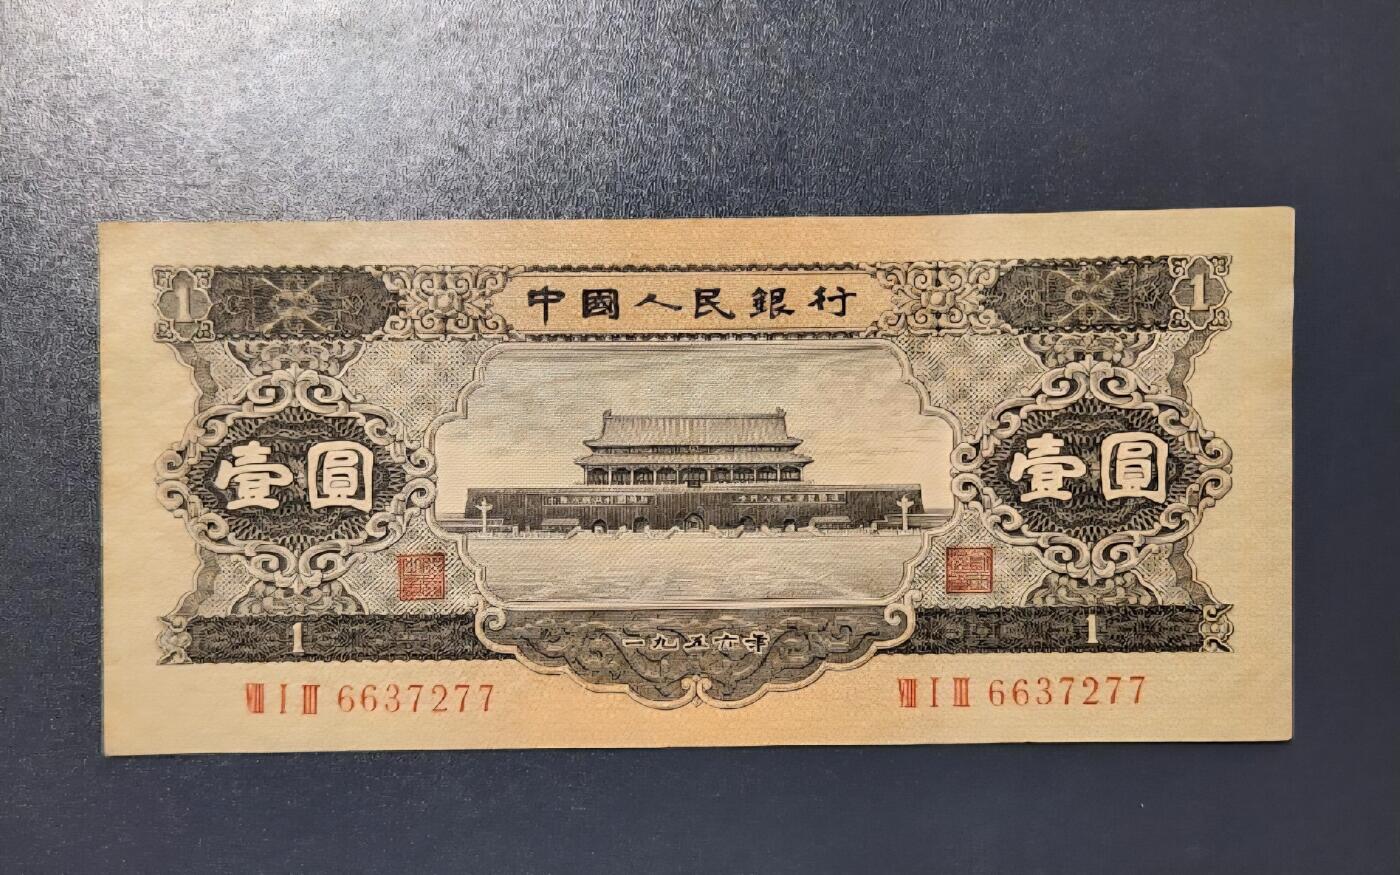 1 中國人民銀行 1
壹圓 壹圓
1 一九五六年 1
Ⅷ Ⅰ Ⅲ 6637277 Ⅷ Ⅰ Ⅲ 6637277